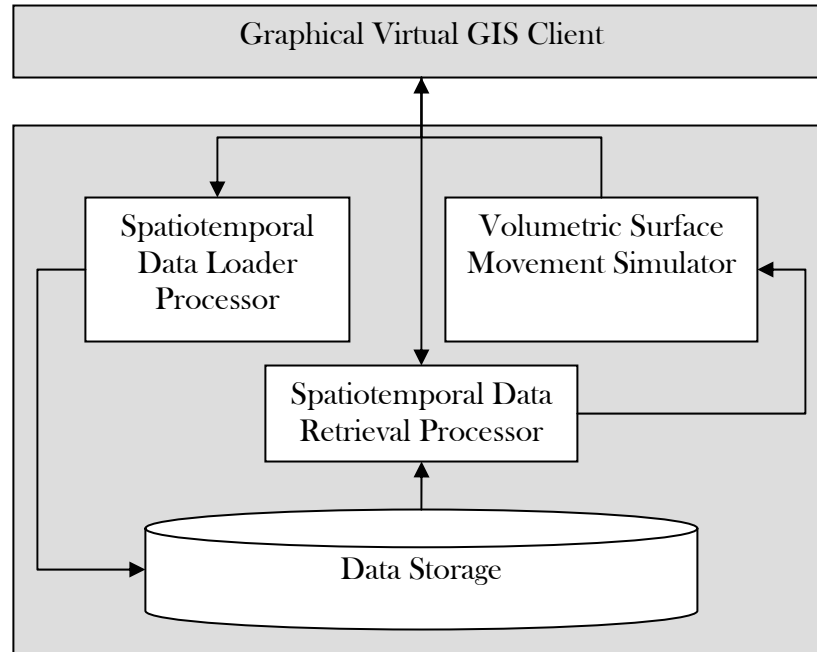 Graphical Virtual GIS Client
Spatiotemporal
Data Loader
Processor
Volumetric Surface
Movement Simulator
Spatiotemporal Data
Retrieval Processor
Data Storage